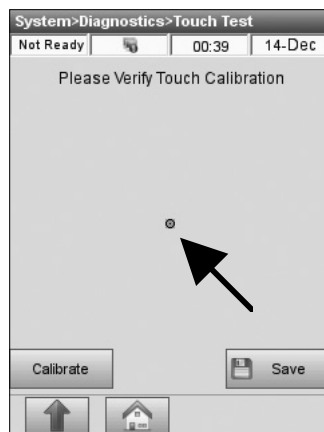 System>Diagnostics>Touch Test
Not Ready 00:39 14-Dec
Please Verify Touch Calibration
Calibrate Save